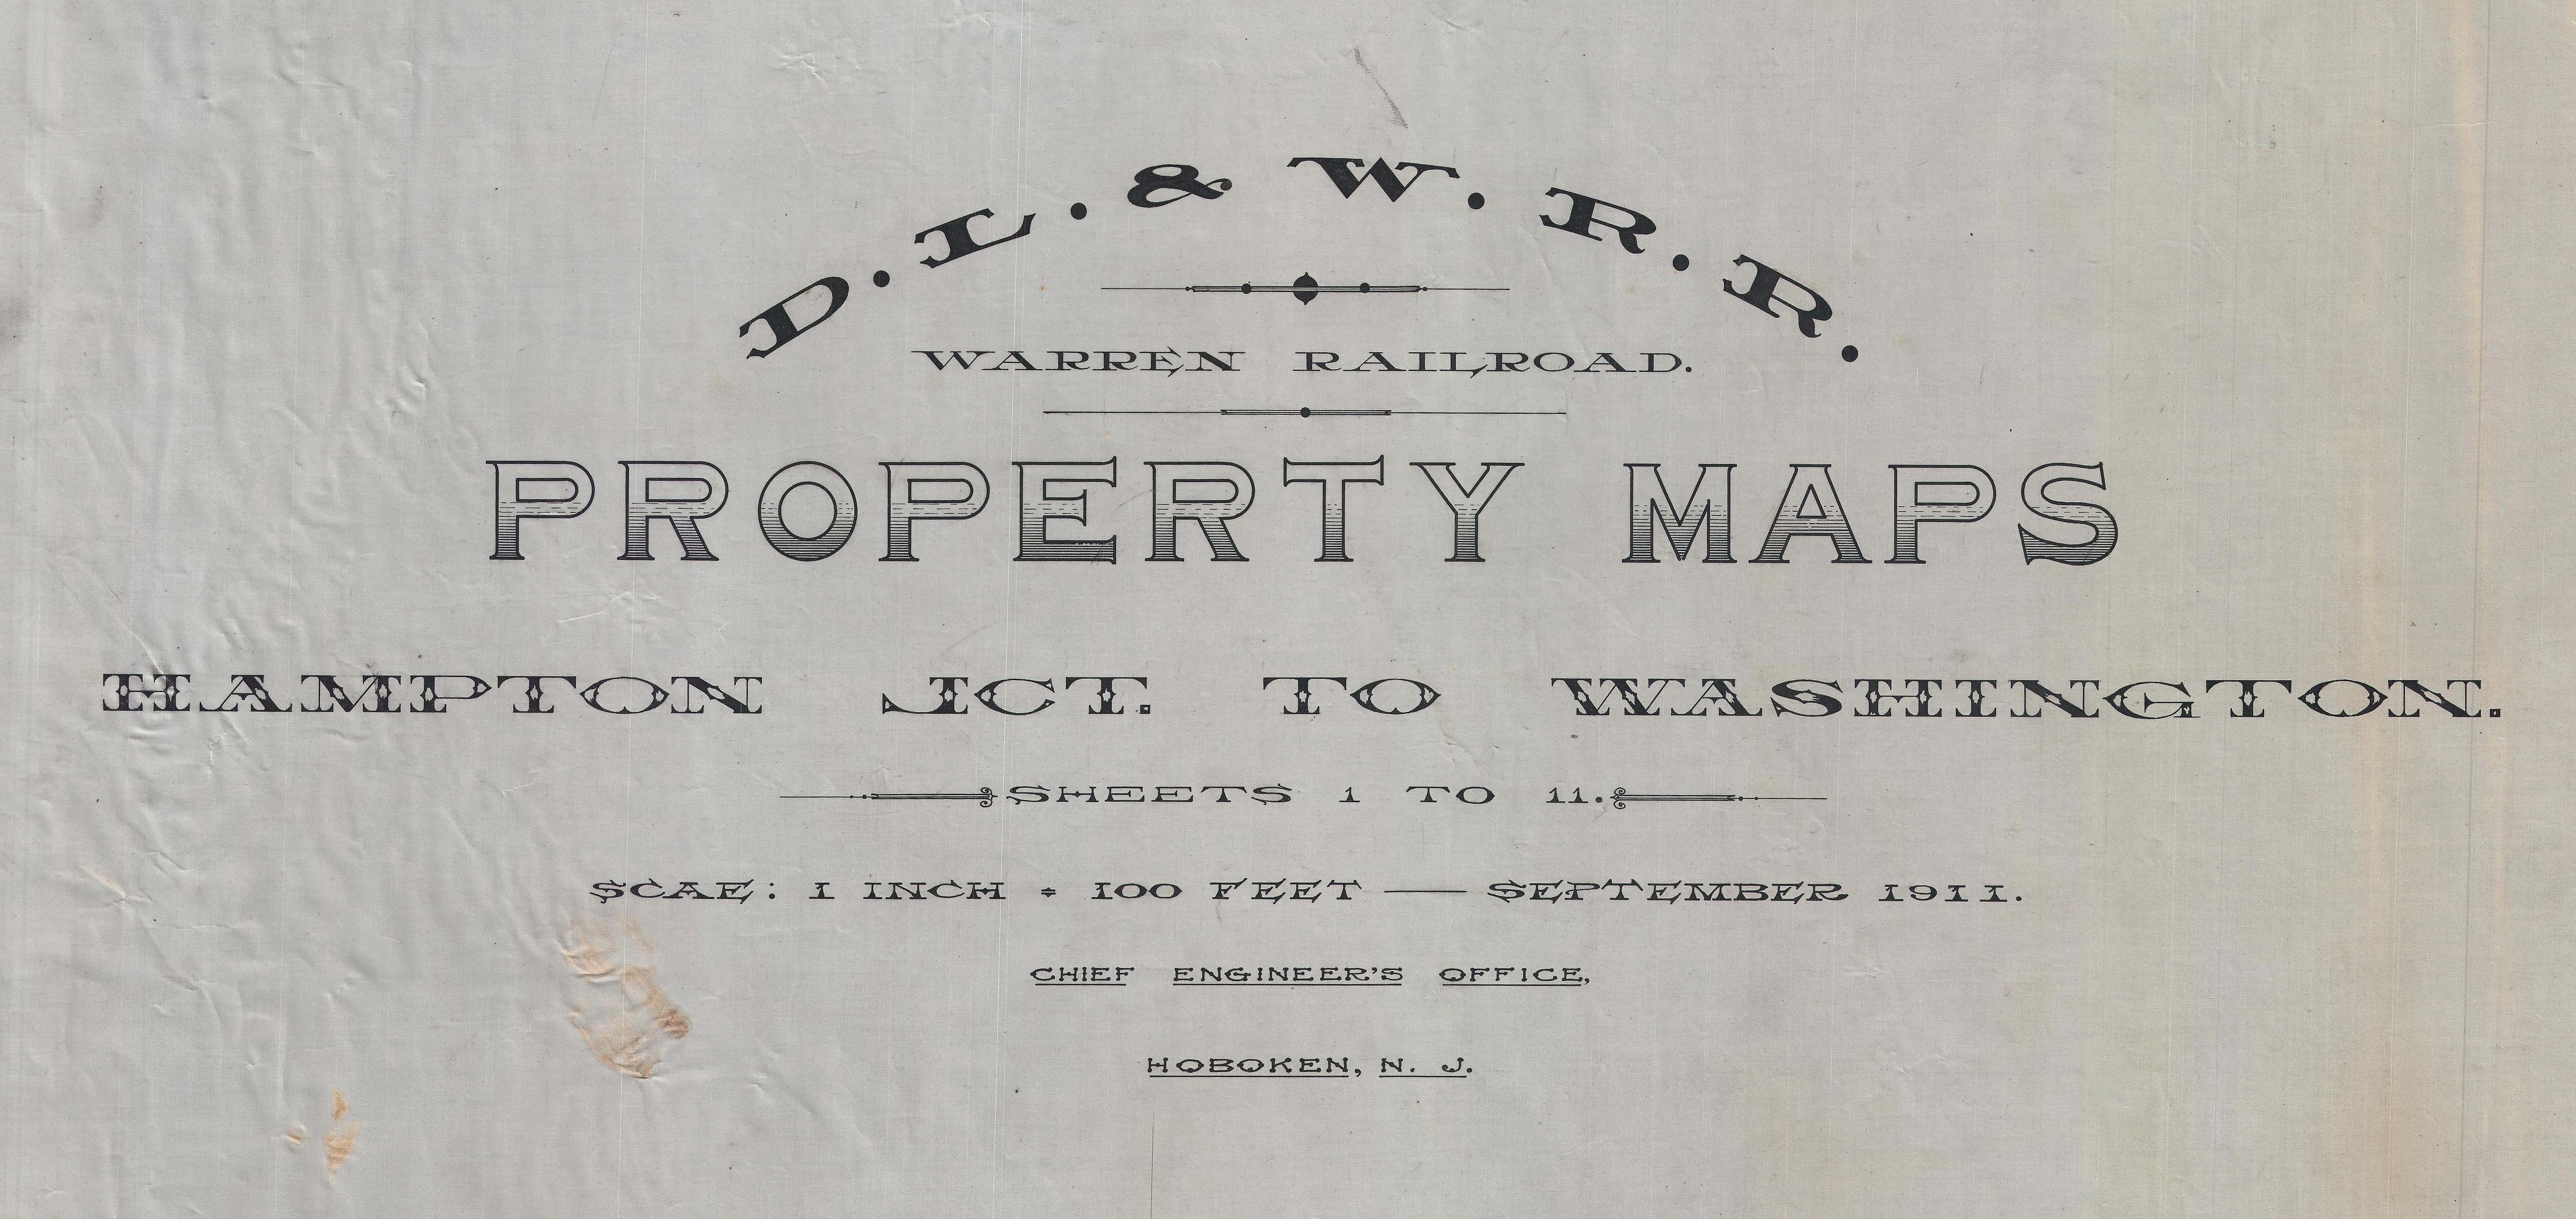 D. L. & W. R. R.
WARREN RAILROAD.
PROPERTY MAPS
HAMPTON JCT. TO WASHINGTON.
SHEETS 1 TO 11.
SCAE: 1 INCH = 100 FEET — SEPTEMBER 1911.
CHIEF ENGINEER'S OFFICE,
HOBOKEN, N. J.